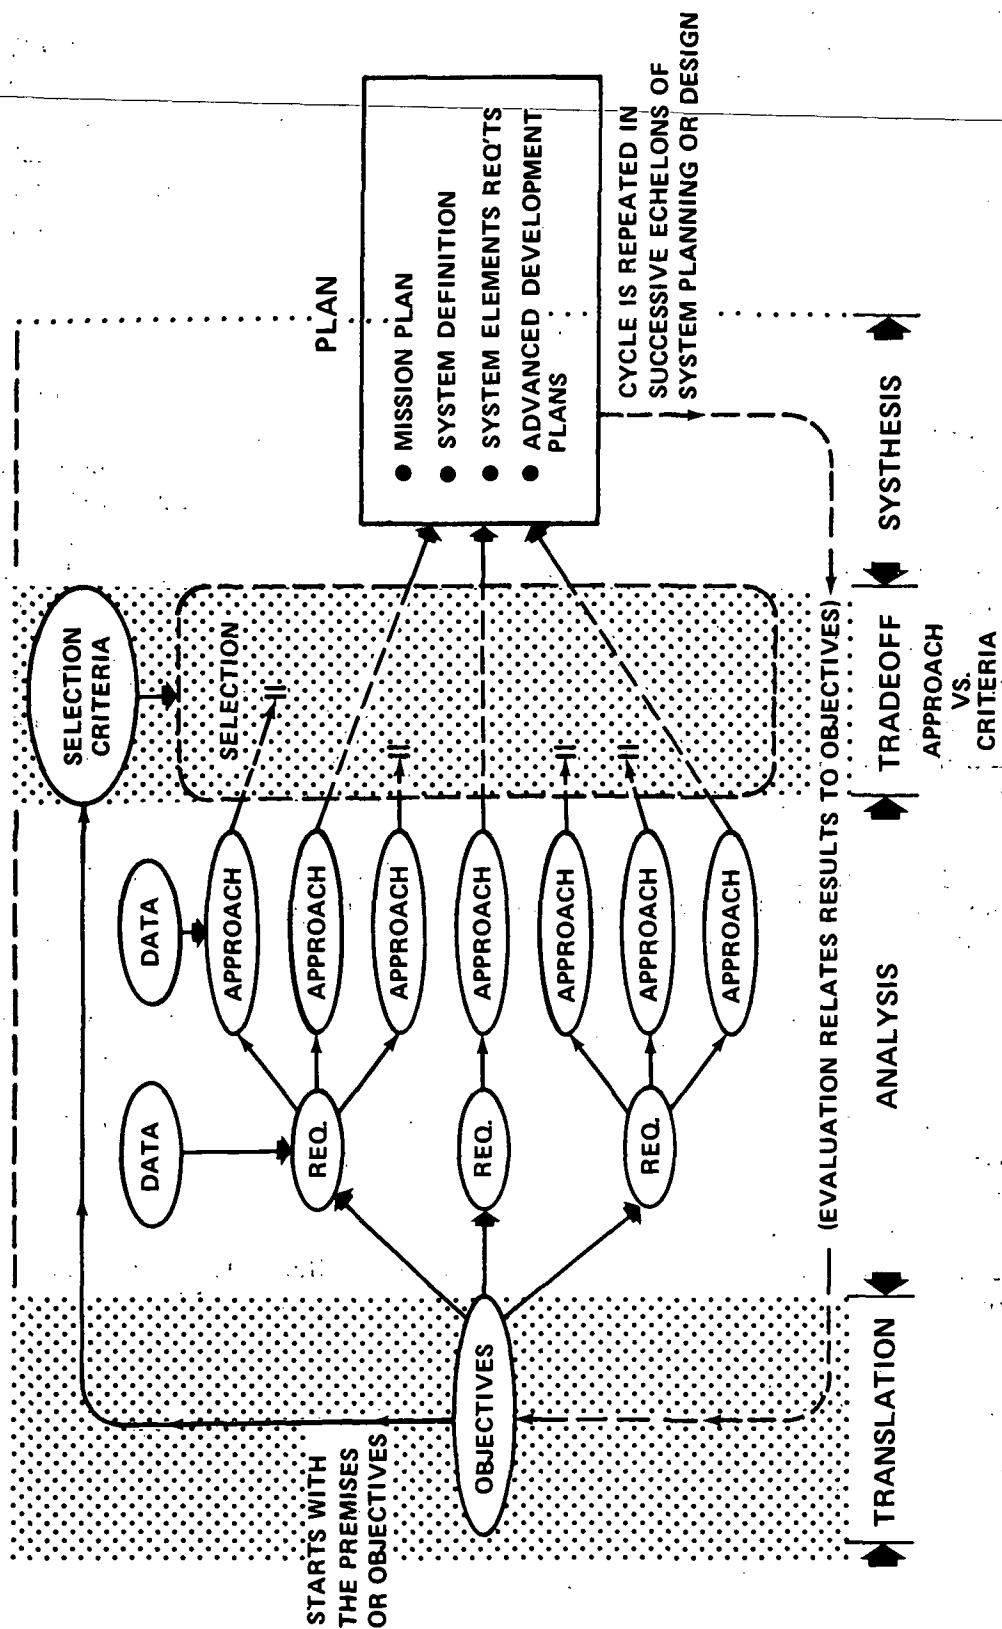 STARTS WITH
THE PREMISES
OR OBJECTIVES
OBJECTIVES
DATA
DATA
REQ.
REQ.
REQ.
APPROACH
APPROACH
APPROACH
APPROACH
APPROACH
APPROACH
APPROACH
SELECTION
CRITERIA
SELECTION
PLAN
● MISSION PLAN
● SYSTEM DEFINITION
● SYSTEM ELEMENTS REQ'TS
● ADVANCED DEVELOPMENT
PLANS
CYCLE IS REPEATED IN
SUCCESSIVE ECHELONS OF
SYSTEM PLANNING OR DESIGN
(EVALUATION RELATES RESULTS TO OBJECTIVES)
TRANSLATION
ANALYSIS
TRADEOFF
APPROACH
VS.
CRITERIA
SYSTHESIS